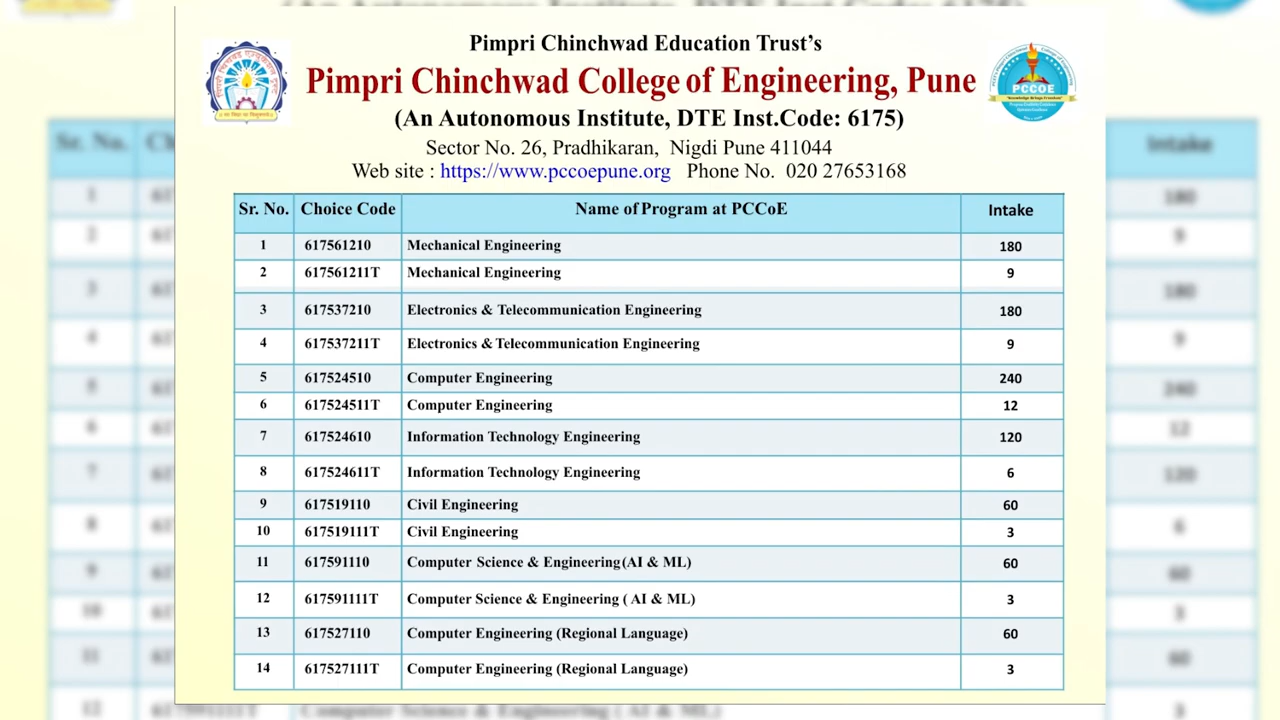 Pimpri Chinchwad Education Trust's
Pimpri Chinchwad College of Engineering, Pune
(An Autonomous Institute, DTE Inst.Code: 6175)
Sector No. 26, Pradhikaran, Nigdi Pune 411044
Web site : https://www.pccoepune.org Phone No. 020 27653168
PCCOE
Sr. No. Choice Code Name of Program at PCCoE Intake
1 617561210 Mechanical Engineering 180
2 617561211T Mechanical Engineering 9
3 617537210 Electronics & Telecommunication Engineering 180
4 617537211T Electronics & Telecommunication Engineering 9
5 617524510 Computer Engineering 240
6 617524511T Computer Engineering 12
7 617524610 Information Technology Engineering 120
8 617524611T Information Technology Engineering 6
9 617519110 Civil Engineering 60
10 617519111T Civil Engineering 3
11 617591110 Computer Science & Engineering (AI & ML) 60
12 617591111T Computer Science & Engineering ( AI & ML) 3
13 617527110 Computer Engineering (Regional Language) 60
14 617527111T Computer Engineering (Regional Language) 3